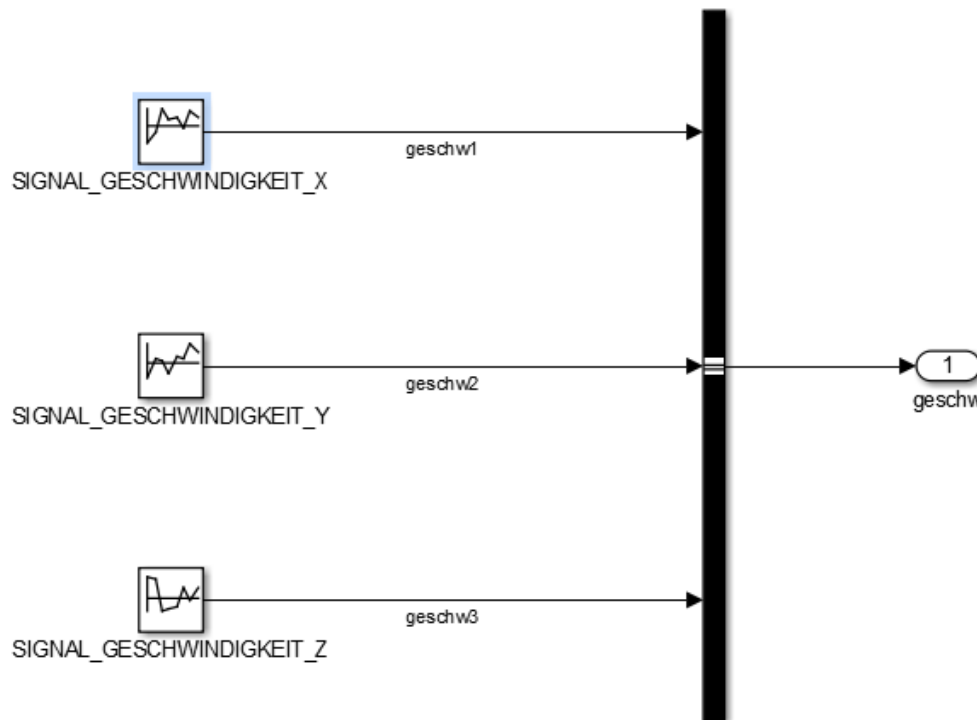 geschw1
SIGNAL_GESCHWINDIGKEIT_X
1
geschw2
geschw
SIGNAL_GESCHWINDIGKEIT_Y
geschw3
SIGNAL_GESCHWINDIGKEIT_Z